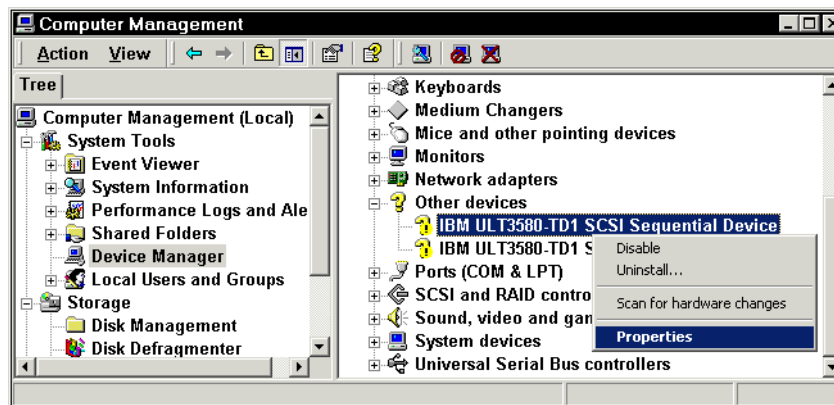 Computer Management
Action View
Tree
Computer Management (Local)
System Tools
Event Viewer
System Information
Performance Logs and Ale
Shared Folders
Device Manager
Local Users and Groups
Storage
Disk Management
Disk Defragmenter
Keyboards
Medium Changers
Mice and other pointing devices
Monitors
Network adapters
Other devices
IBM ULT3580-TD1 SCSI Sequential Device
IBM ULT3580-TD1 S
Ports (COM & LPT)
SCSI and RAID contro
Sound, video and gan
System devices
Universal Serial Bus controllers
Disable
Uninstall...
Scan for hardware changes
Properties